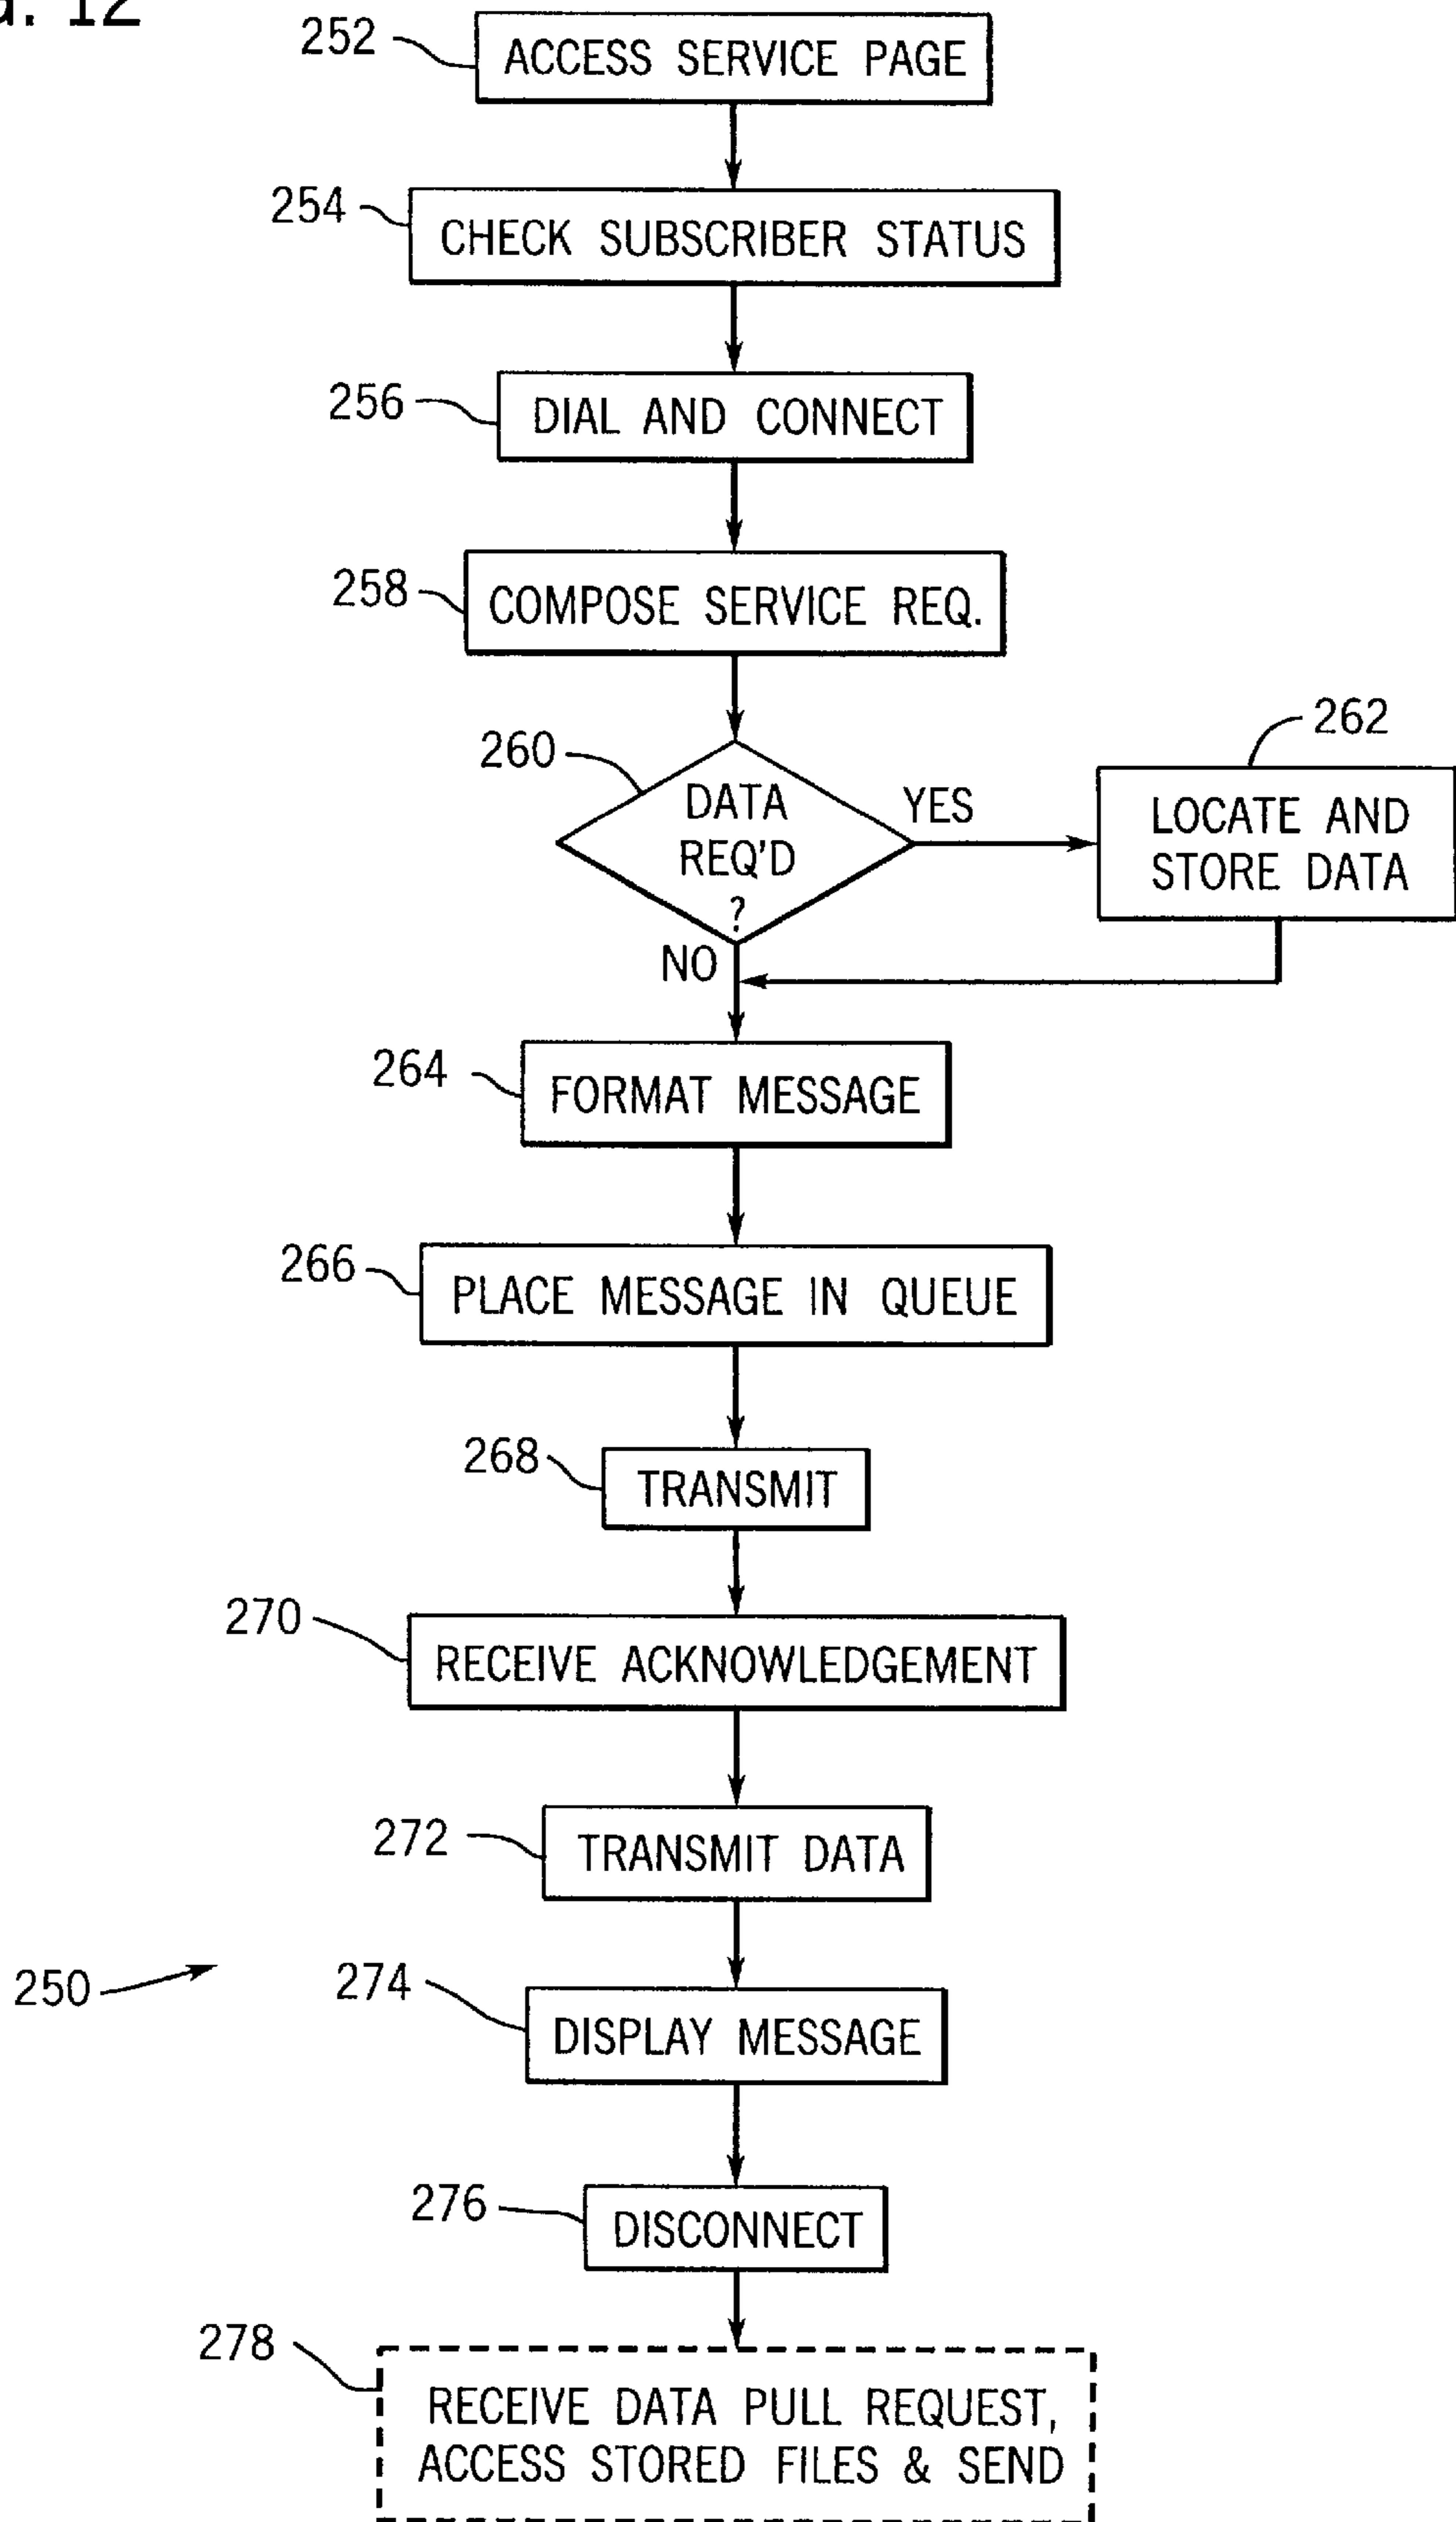 12
252
ACCESS SERVICE PAGE
254
CHECK SUBSCRIBER STATUS
256
DIAL AND CONNECT
258
COMPOSE SERVICE REQ.
260
DATA
REQ'D
?
YES
262
LOCATE AND
STORE DATA
NO
264
FORMAT MESSAGE
266
PLACE MESSAGE IN QUEUE
268
TRANSMIT
270
RECEIVE ACKNOWLEDGEMENT
272
TRANSMIT DATA
250
274
DISPLAY MESSAGE
276
DISCONNECT
278
RECEIVE DATA PULL REQUEST,
ACCESS STORED FILES & SEND